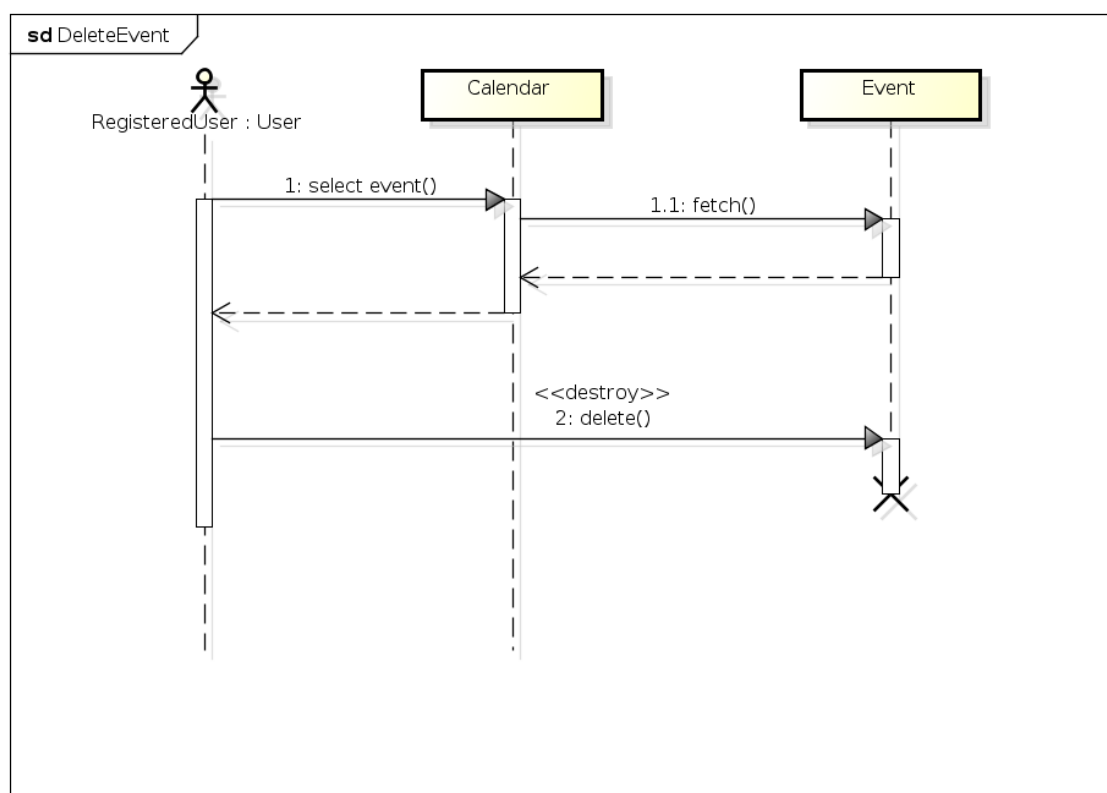 sd DeleteEvent
Calendar
Event
RegisteredUser : User
1: select event()
1.1: fetch()
<<destroy>>
2: delete()